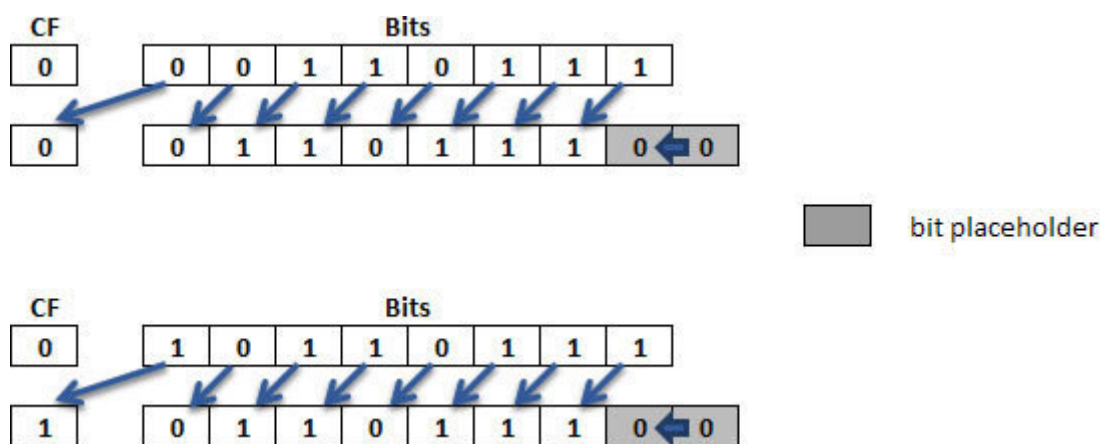 CF Bits
0 0 0 1 1 0 1 1 1
0 0 1 1 0 1 1 1 0 0
bit placeholder
CF Bits
0 1 0 1 1 0 1 1 1
1 0 1 1 0 1 1 1 0 0